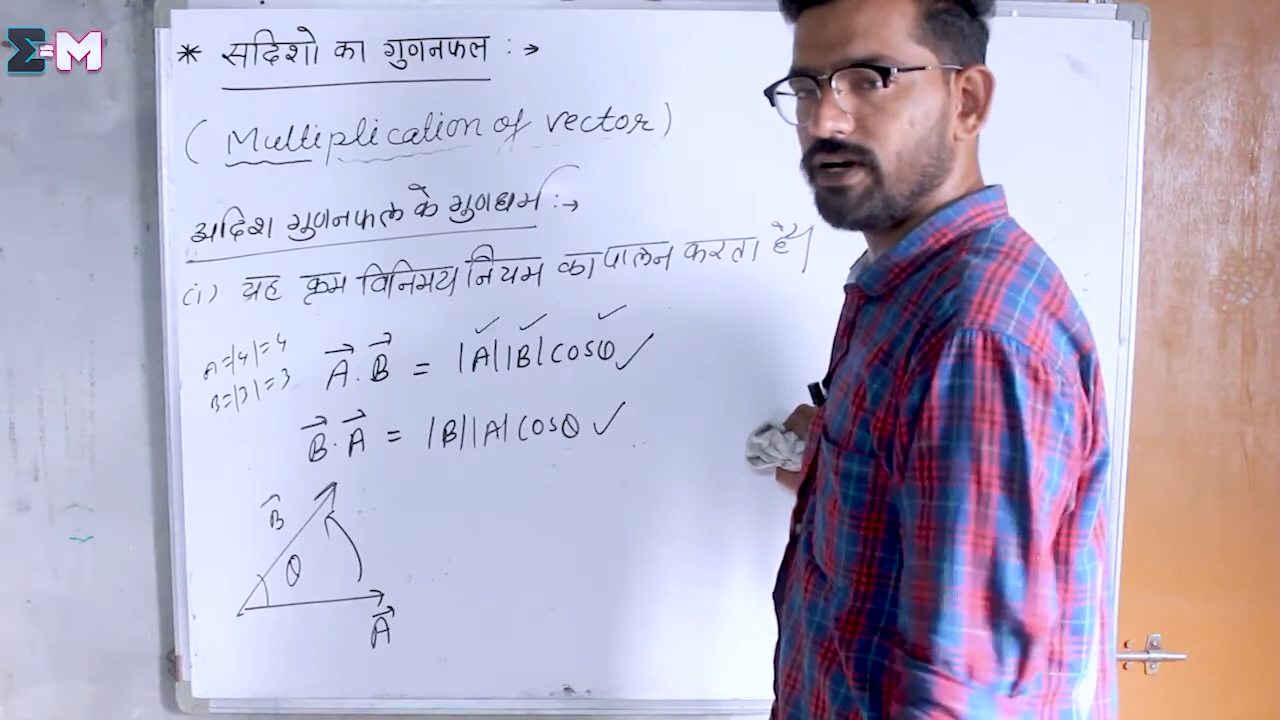 Σ=M
* सदिशो का गुणनफल :→
( Multiplication of vector )
अदिश गुणनफल के गुणधर्म :→
(i) यह क्रम विनिमय नियम का पालन करता है।
A=|4|=4
B=|3|=3
A⃗ . B⃗ = |A||B| cosθ ✓
B⃗ . A⃗ = |B||A| cosθ ✓
B⃗
θ
A⃗